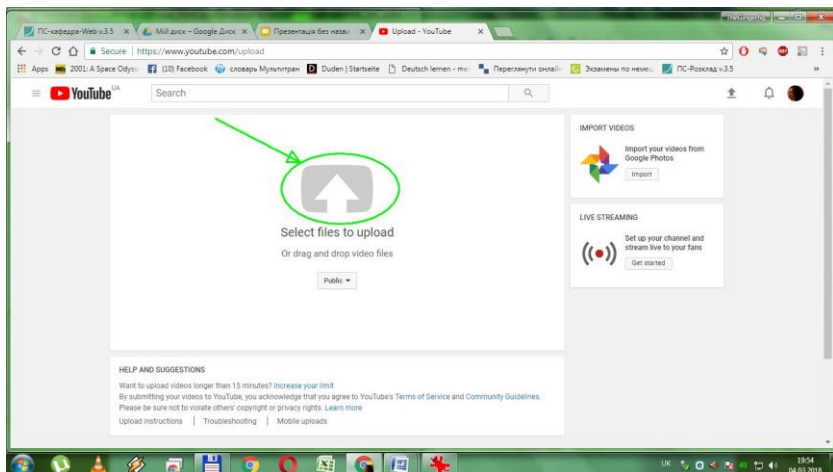 ПС-кафедра-Web v.3.5
Мій диск – Google Диск
Презентація без назви
Upload - YouTube
Secure
https://www.youtube.com/upload
Apps
2001: A Space Odyss
(10) Facebook
словарь Мультитран
Duden | Startseite
Deutsch lernen - me
Переглянути онлай
Экзамены по неме
ПС-Розклад v.3.5
YouTube UA
Search
IMPORT VIDEOS
Import your videos from
Google Photos
Import
LIVE STREAMING
Set up your channel and
stream live to your fans
Get started
Select files to upload
Or drag and drop video files
Public
HELP AND SUGGESTIONS
Want to upload videos longer than 15 minutes? Increase your limit
By submitting your videos to YouTube, you acknowledge that you agree to YouTube's Terms of Service and Community Guidelines.
Please be sure not to violate others' copyright or privacy rights. Learn more
Upload instructions | Troubleshooting | Mobile uploads
UK
19:54
04.03.2018